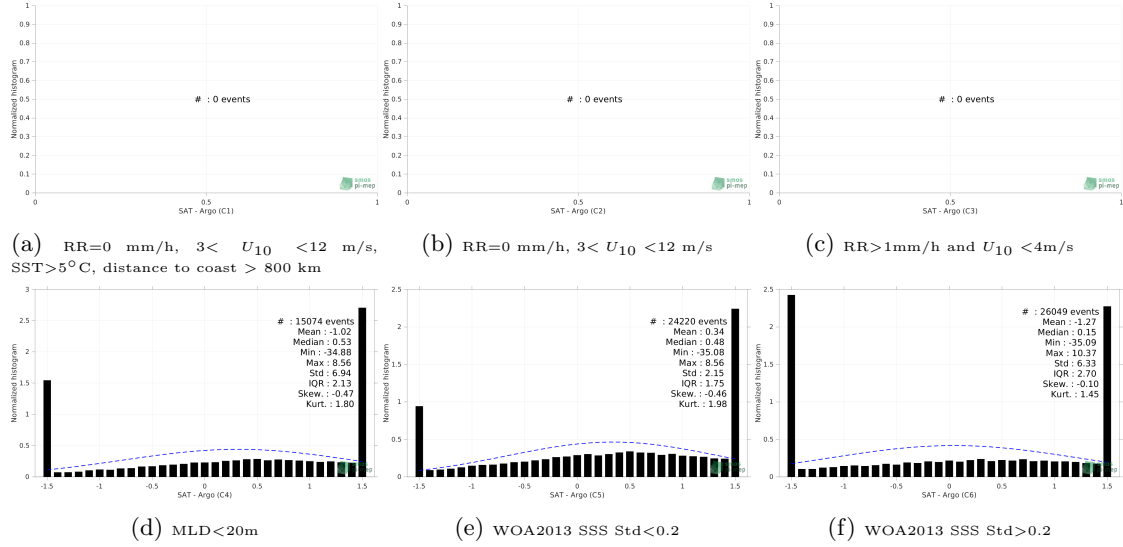 1
0.9
0.8
0.7
0.6
0.5
0.4
0.3
0.2
0.1
0
Normalized histogram
# : 0 events
smos
pi-mep
0 0.5 1
SAT - Argo (C1)
(a) RR=0 mm/h, 3< U10 <12 m/s,
SST>5°C, distance to coast > 800 km
1
0.9
0.8
0.7
0.6
0.5
0.4
0.3
0.2
0.1
0
Normalized histogram
# : 0 events
smos
pi-mep
0 0.5 1
SAT - Argo (C2)
(b) RR=0 mm/h, 3< U10 <12 m/s
1
0.9
0.8
0.7
0.6
0.5
0.4
0.3
0.2
0.1
0
Normalized histogram
# : 0 events
smos
pi-mep
0 0.5 1
SAT - Argo (C3)
(c) RR>1mm/h and U10 <4m/s
3
2.5
2
1.5
1
0.5
0
Normalized histogram
# : 15074 events
Mean : -1.02
Median : 0.53
Min : -34.88
Max : 8.56
Std : 6.94
IQR : 2.13
Skew. : -0.47
Kurt. : 1.80
-1.5 -1 -0.5 0 0.5 1 1.5
SAT - Argo (C4)
(d) MLD<20m
2.5
2
1.5
1
0.5
0
Normalized histogram
# : 24220 events
Mean : 0.34
Median : 0.48
Min : -35.08
Max : 8.56
Std : 2.15
IQR : 1.75
Skew. : -0.46
Kurt. : 1.98
-1.5 -1 -0.5 0 0.5 1 1.5
SAT - Argo (C5)
(e) WOA2013 SSS Std<0.2
2.5
2
1.5
1
0.5
0
Normalized histogram
# : 26049 events
Mean : -1.27
Median : 0.15
Min : -35.09
Max : 10.37
Std : 6.33
IQR : 2.70
Skew. : -0.10
Kurt. : 1.45
-1.5 -1 -0.5 0 0.5 1 1.5
SAT - Argo (C6)
(f) WOA2013 SSS Std>0.2